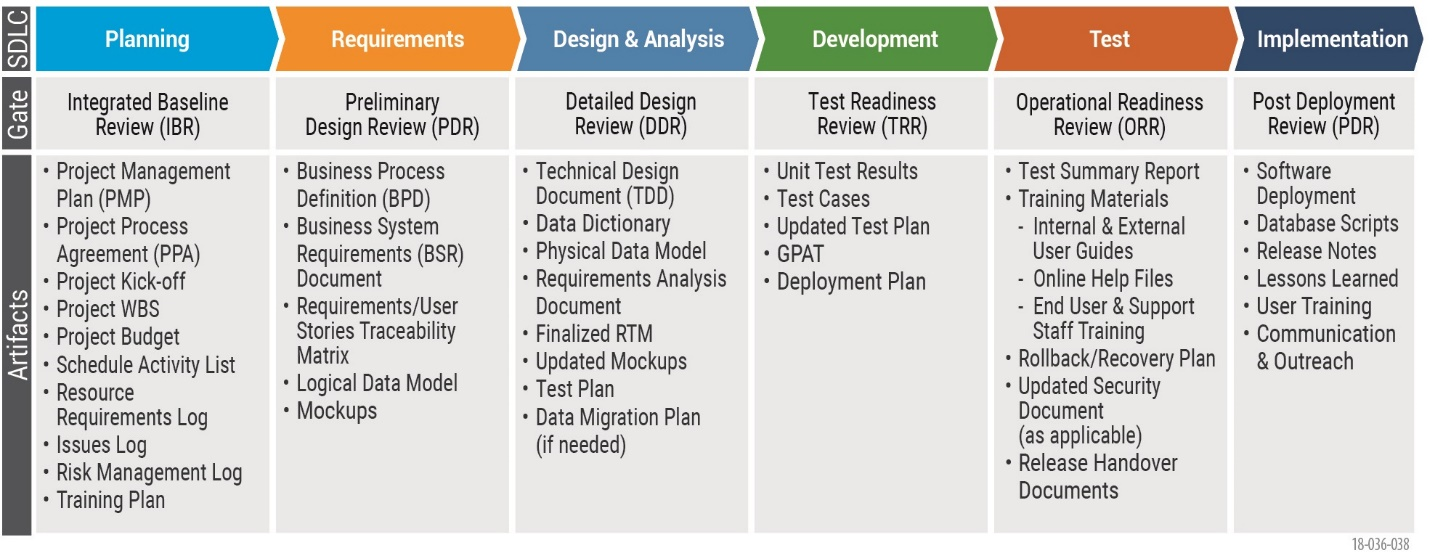 SDLC
Planning
Requirements
Design & Analysis
Development
Test
Implementation
Gate
Integrated Baseline
Review (IBR)
Preliminary
Design Review (PDR)
Detailed Design
Review (DDR)
Test Readiness
Review (TRR)
Operational Readiness
Review (ORR)
Post Deployment
Review (PDR)
Artifacts
• Project Management
Plan (PMP)
• Project Process
Agreement (PPA)
• Project Kick-off
• Project WBS
• Project Budget
• Schedule Activity List
• Resource
Requirements Log
• Issues Log
• Risk Management Log
• Training Plan
• Business Process
Definition (BPD)
• Business System
Requirements (BSR)
Document
• Requirements/User
Stories Traceability
Matrix
• Logical Data Model
• Mockups
• Technical Design
Document (TDD)
• Data Dictionary
• Physical Data Model
• Requirements Analysis
Document
• Finalized RTM
• Updated Mockups
• Test Plan
• Data Migration Plan
(if needed)
• Unit Test Results
• Test Cases
• Updated Test Plan
• GPAT
• Deployment Plan
• Test Summary Report
• Training Materials
- Internal & External
User Guides
- Online Help Files
- End User & Support
Staff Training
• Rollback/Recovery Plan
• Updated Security
Document
(as applicable)
• Release Handover
Documents
• Software
Deployment
• Database Scripts
• Release Notes
• Lessons Learned
• User Training
• Communication
& Outreach
18-036-038